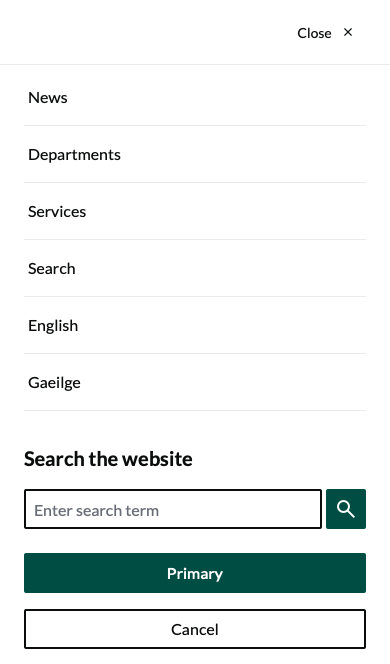 Close
News
Departments
Services
Search
English
Gaeilge
Search the website
Enter search term
Primary
Cancel